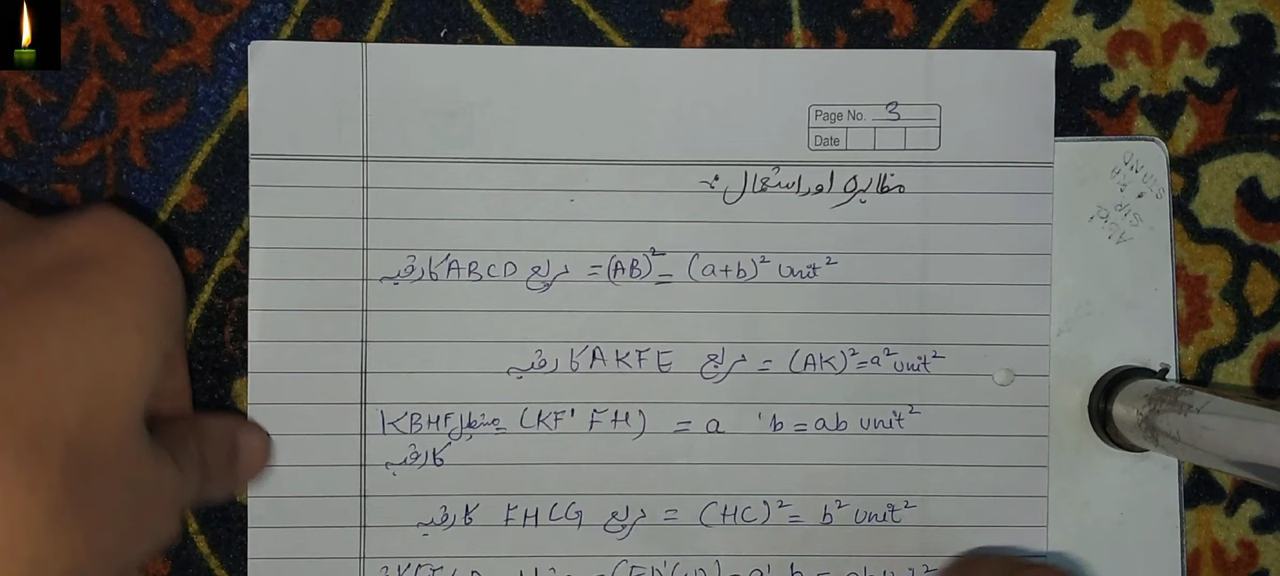 Page No. 3
Date
مظاہرہ اور استعمال :-
مربع ABCD کا رقبہ = (AB)² = (a+b)² unit²
مربع AKFE کا رقبہ = (AK)² = a² unit²
مستطیل KBHF = (KF' FH) = a 'b = ab unit²
کا رقبہ
مربع FHCG کا رقبہ = (HC)² = b² unit²
STAND